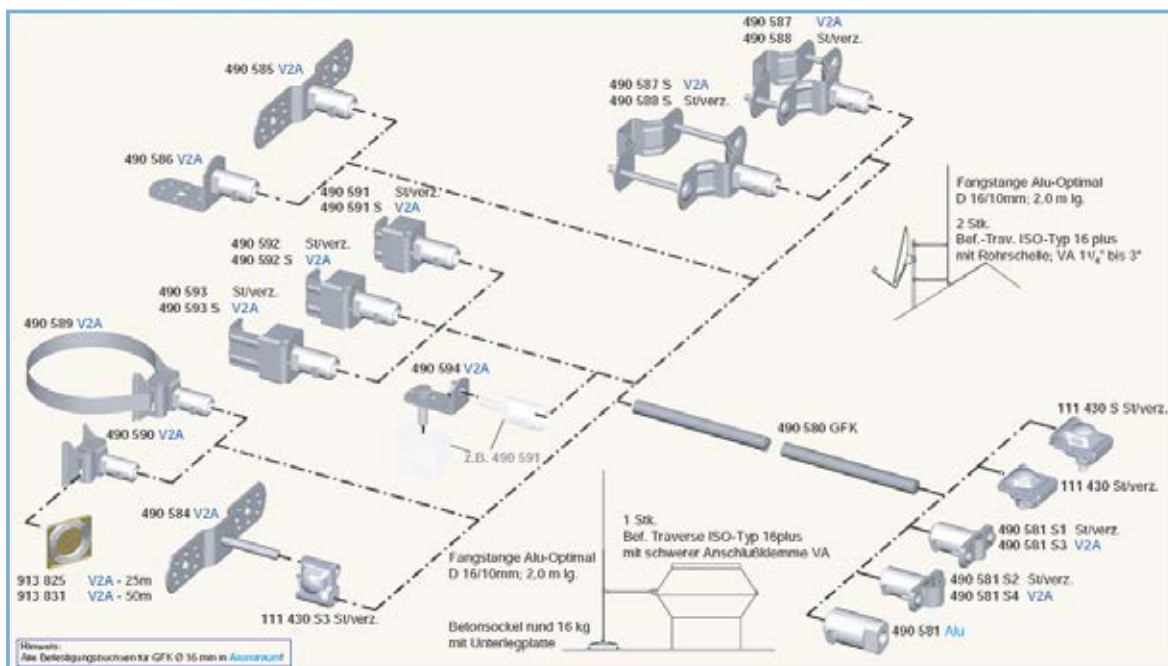 490 587 V2A
490 588 St/verz.
490 585 V2A
490 587 S V2A
490 588 S St/verz.
490 586 V2A
490 591 St/verz.
490 591 S V2A
Fangstange Alu-Optimal
D 16/10mm; 2.0 m lg.
2 Stk.
Bef.-Trav. ISO-Typ 16 plus
mit Rohrschelle; VA 1¼" bis 3"
490 592 St/verz.
490 592 S V2A
490 593 St/verz.
490 593 S V2A
490 589 V2A
490 594 V2A
111 430 S St/verz.
490 580 GFK
490 590 V2A
z.B. 490 591
111 430 St/verz.
490 584 V2A
1 Stk.
Bef. Traverse ISO-Typ 16plus
mit schwerer Anschlußklemme VA
490 581 S1 St/verz.
490 581 S3 V2A
Fangstange Alu-Optimal
D 16/10mm; 2,0 m lg.
913 825 V2A - 25m
913 831 V2A - 50m
490 581 S2 St/verz.
490 581 S4 V2A
111 430 S3 St/verz.
Betonsockel rund 16 kg
mit Unterlegplatte
490 581 Alu
Hinweis:
Alle Befestigungsbuchsen für GFK Ø 16 mm in Aluminium!